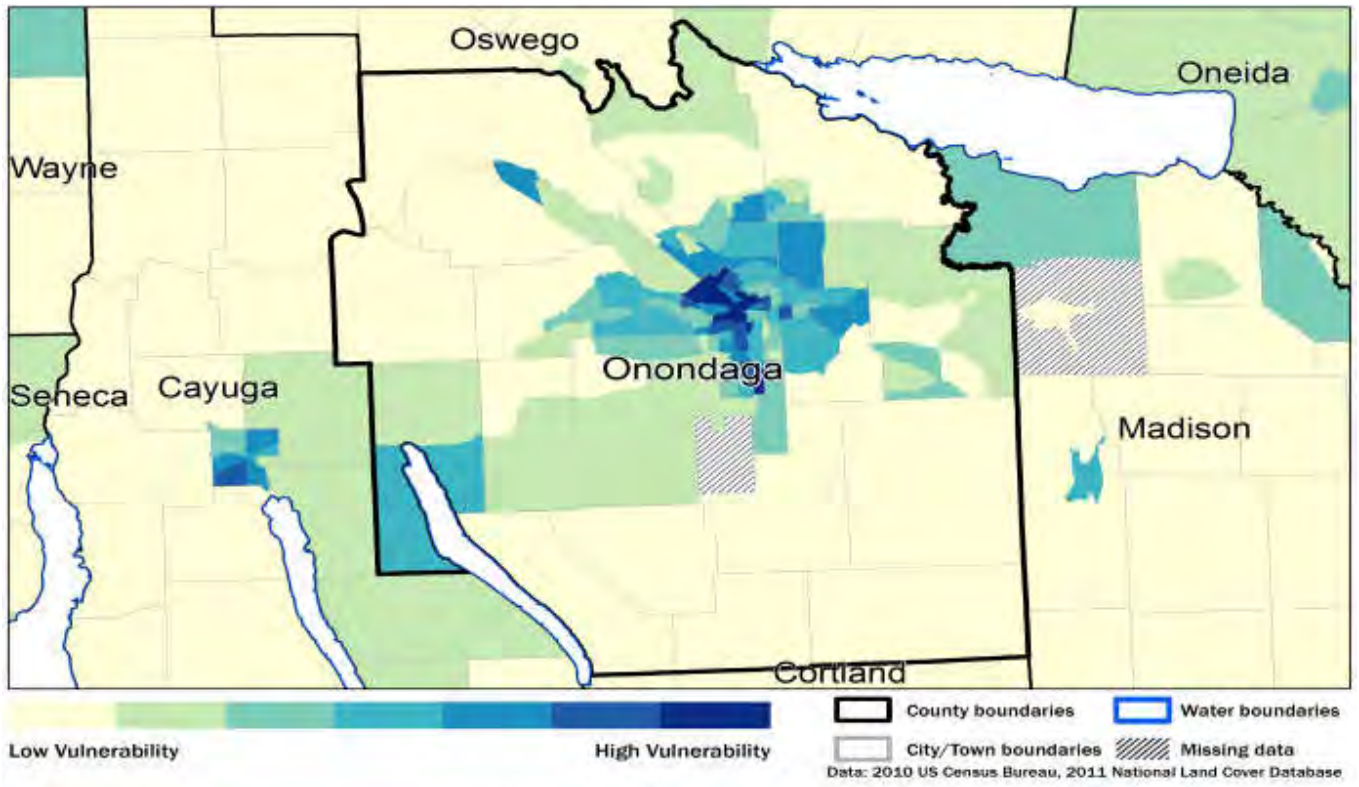 Oswego
Oneida
Wayne
Onondaga
Seneca
Cayuga
Madison
Cortland
County boundaries
Water boundaries
Low Vulnerability
High Vulnerability
City/Town boundaries
Missing data
Data: 2010 US Census Bureau, 2011 National Land Cover Database